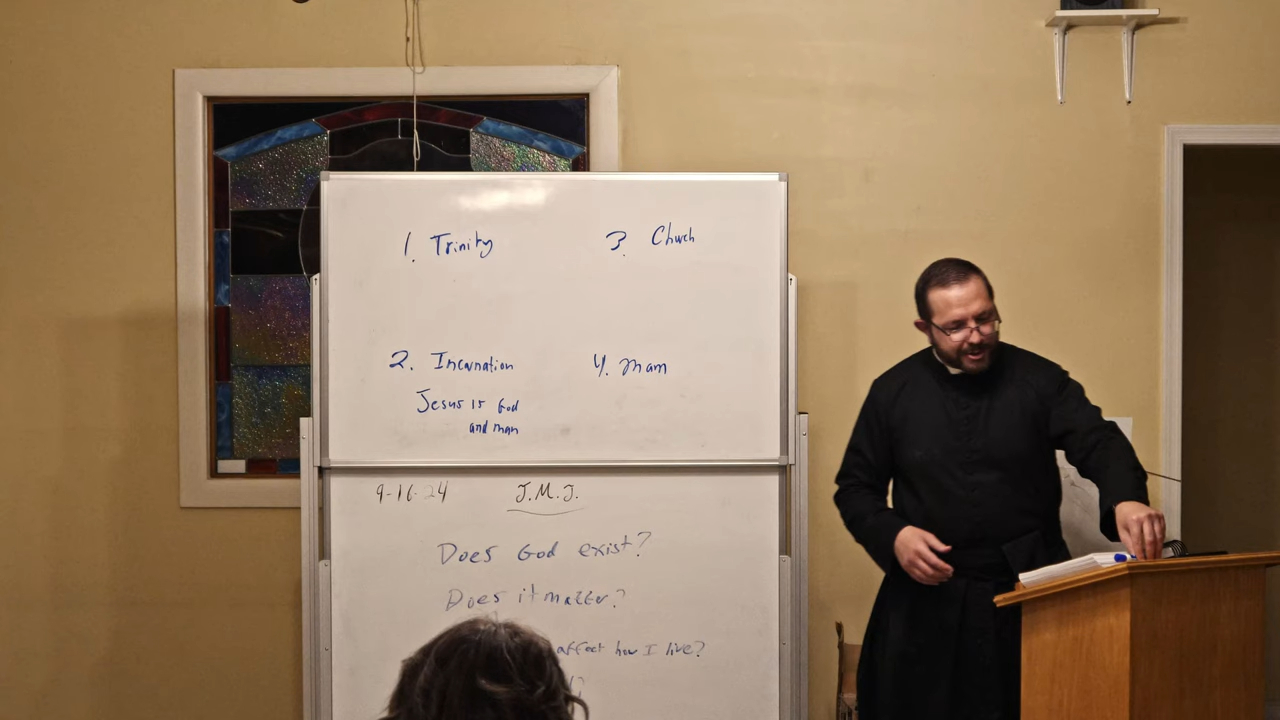 1. Trinity
2. Incarnation
Jesus is God
and man
3. Church
4. Mam
9-16-24 J.M.J.
Does God exist?
Does it matter?
affect how I live?